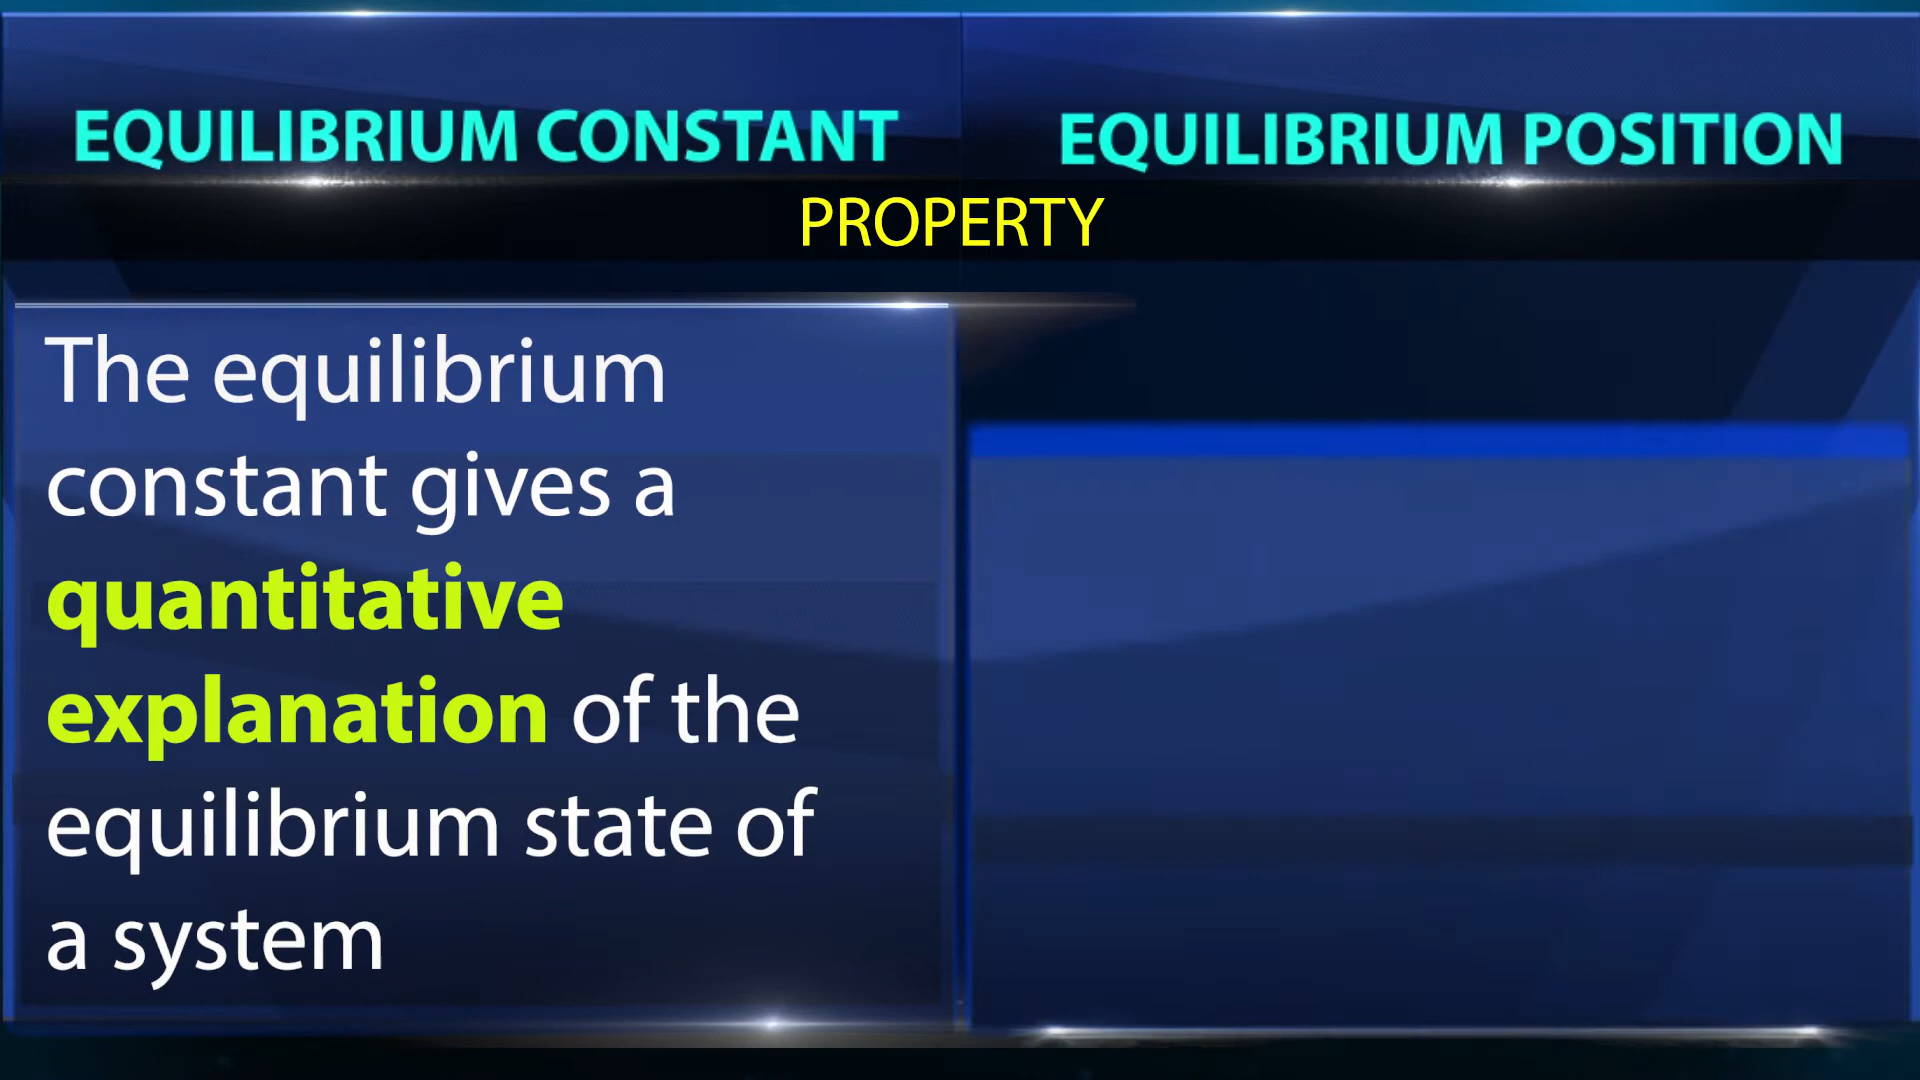 EQUILIBRIUM CONSTANT
EQUILIBRIUM POSITION
PROPERTY
The equilibrium
constant gives a
quantitative
explanation of the
equilibrium state of
a system